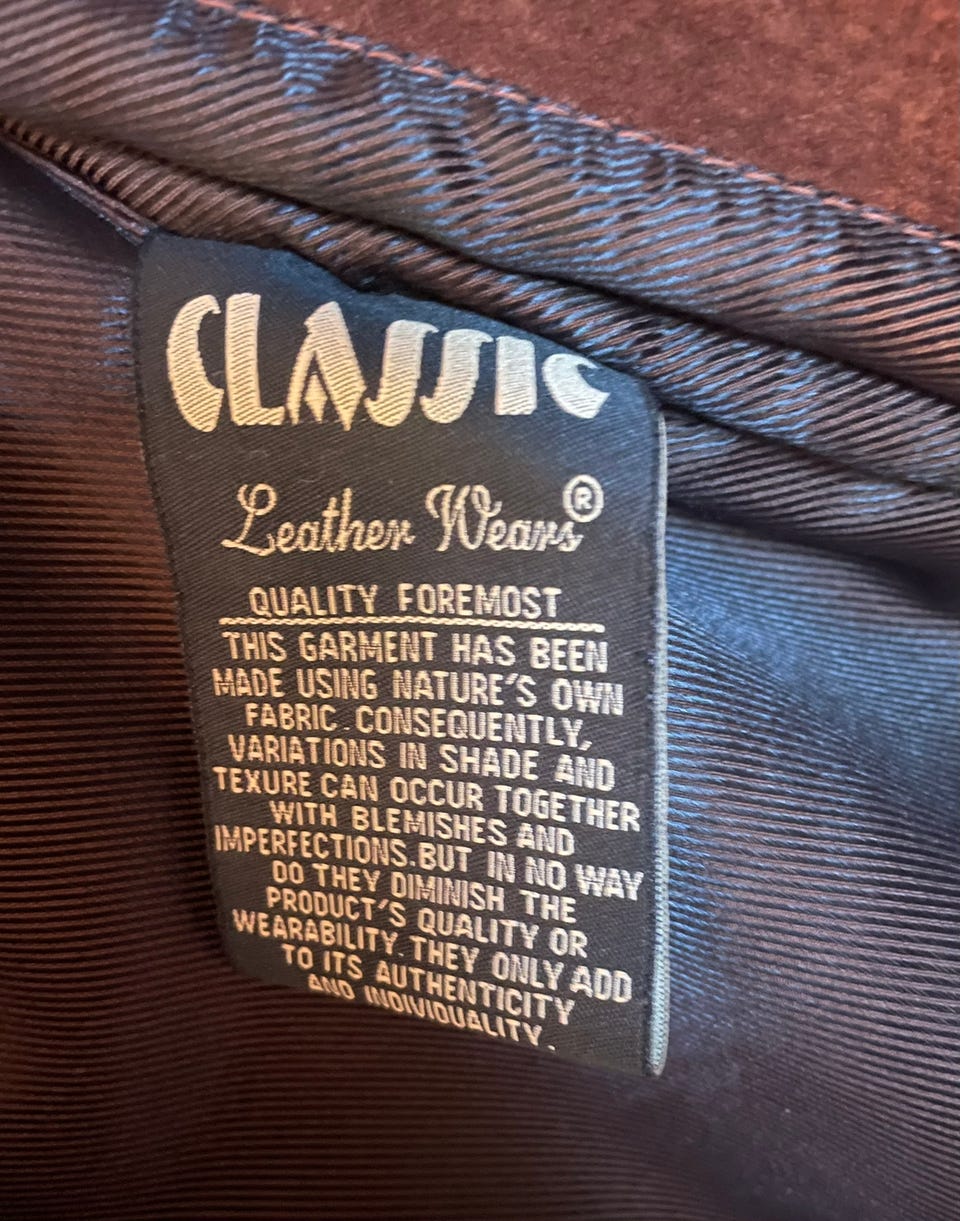 CLASSIC
Leather Wears®
QUALITY FOREMOST
THIS GARMENT HAS BEEN
MADE USING NATURE'S OWN
FABRIC. CONSEQUENTLY,
VARIATIONS IN SHADE AND
TEXURE CAN OCCUR TOGETHER
WITH BLEMISHES AND
IMPERFECTIONS.BUT IN NO WAY
DO THEY DIMINISH THE
PRODUCT'S QUALITY OR
WEARABILITY. THEY ONLY ADD
TO ITS AUTHENTICITY
AND INDIVIDUALITY.